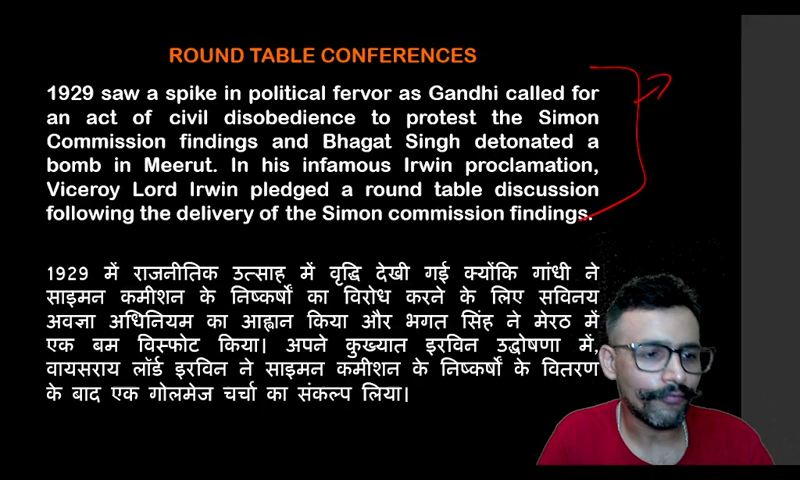 ROUND TABLE CONFERENCES
1929 saw a spike in political fervor as Gandhi called for
an act of civil disobedience to protest the Simon
Commission findings and Bhagat Singh detonated a
bomb in Meerut. In his infamous Irwin proclamation,
Viceroy Lord Irwin pledged a round table discussion
following the delivery of the Simon commission findings.
1929 में राजनीतिक उत्साह में वृद्धि देखी गई क्योंकि गांधी ने
साइमन कमीशन के निष्कर्षों का विरोध करने के लिए सविनय
अवज्ञा अधिनियम का आह्वान किया और भगत सिंह ने मेरठ में
एक बम विस्फोट किया। अपने कुख्यात इरविन उद्घोषणा में,
वायसराय लॉर्ड इरविन ने साइमन कमीशन के निष्कर्षों के वितरण
के बाद एक गोलमेज चर्चा का संकल्प लिया।